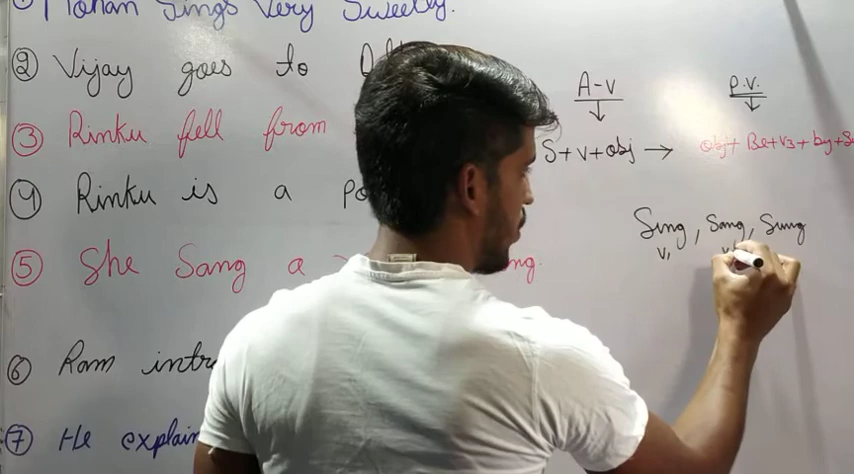 ① Mohan Sings Very Sweetly.
② Vijay goes to
③ Rinku fell from
④ Rinku is a
⑤ She Sang a
⑥ Ram
⑦ He
A-V
P.V.
S+V+obj → obj+ Be+V3+ by+S
Sing, Sang, Sung
V1